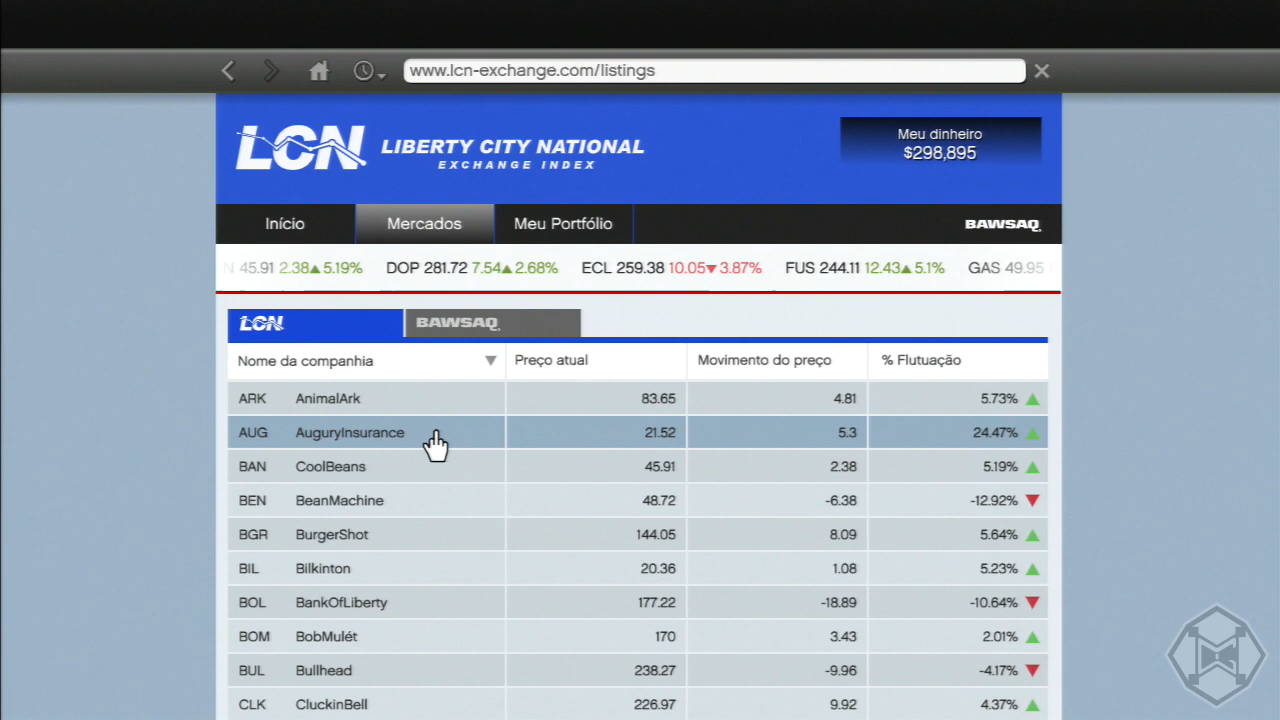 www.lcn-exchange.com/listings
LCN LIBERTY CITY NATIONAL
EXCHANGE INDEX
Meu dinheiro
$298,895
Início Mercados Meu Portfólio BAWSAQ
N 45.91 2.38▲5.19% DOP 281.72 7.54▲2.68% ECL 259.38 10.05▼3.87% FUS 244.11 12.43▲5.1% GAS 49.95
LCN BAWSAQ
Nome da companhia ▼ Preço atual Movimento do preço % Flutuação
ARK AnimalArk 83.65 4.81 5.73% ▲
AUG AuguryInsurance 21.52 5.3 24.47% ▲
BAN CoolBeans 45.91 2.38 5.19% ▲
BEN BeanMachine 48.72 -6.38 -12.92% ▼
BGR BurgerShot 144.05 8.09 5.64% ▲
BIL Bilkinton 20.36 1.08 5.23% ▲
BOL BankOfLiberty 177.22 -18.89 -10.64% ▼
BOM BobMulét 170 3.43 2.01% ▲
BUL Bullhead 238.27 -9.96 -4.17% ▼
CLK CluckinBell 226.97 9.92 4.37% ▲